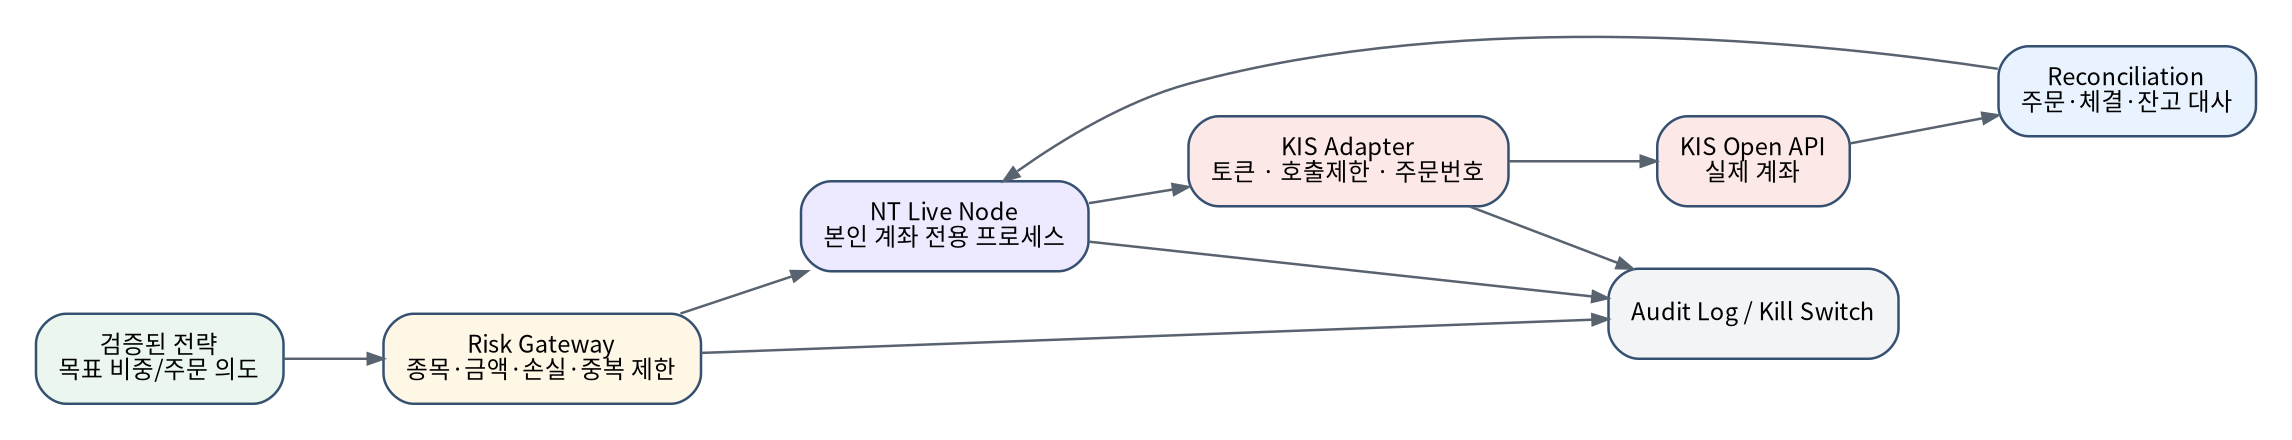 검증된 전략
목표 비중/주문 의도
Risk Gateway
종목·금액·손실·중복 제한
NT Live Node
본인 계좌 전용 프로세스
KIS Adapter
토큰 · 호출제한 · 주문번호
KIS Open API
실제 계좌
Reconciliation
주문·체결·잔고 대사
Audit Log / Kill Switch